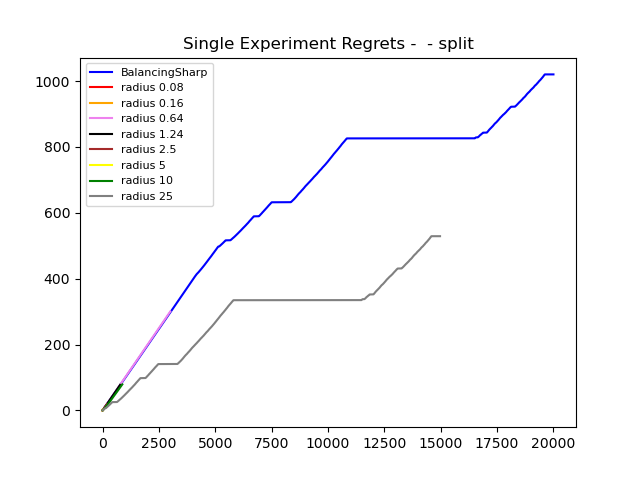 Single Experiment Regrets -  - split
BalancingSharp
radius 0.08
radius 0.16
radius 0.64
radius 1.24
radius 2.5
radius 5
radius 10
radius 25
1000
800
600
400
200
0
0 2500 5000 7500 10000 12500 15000 17500 20000